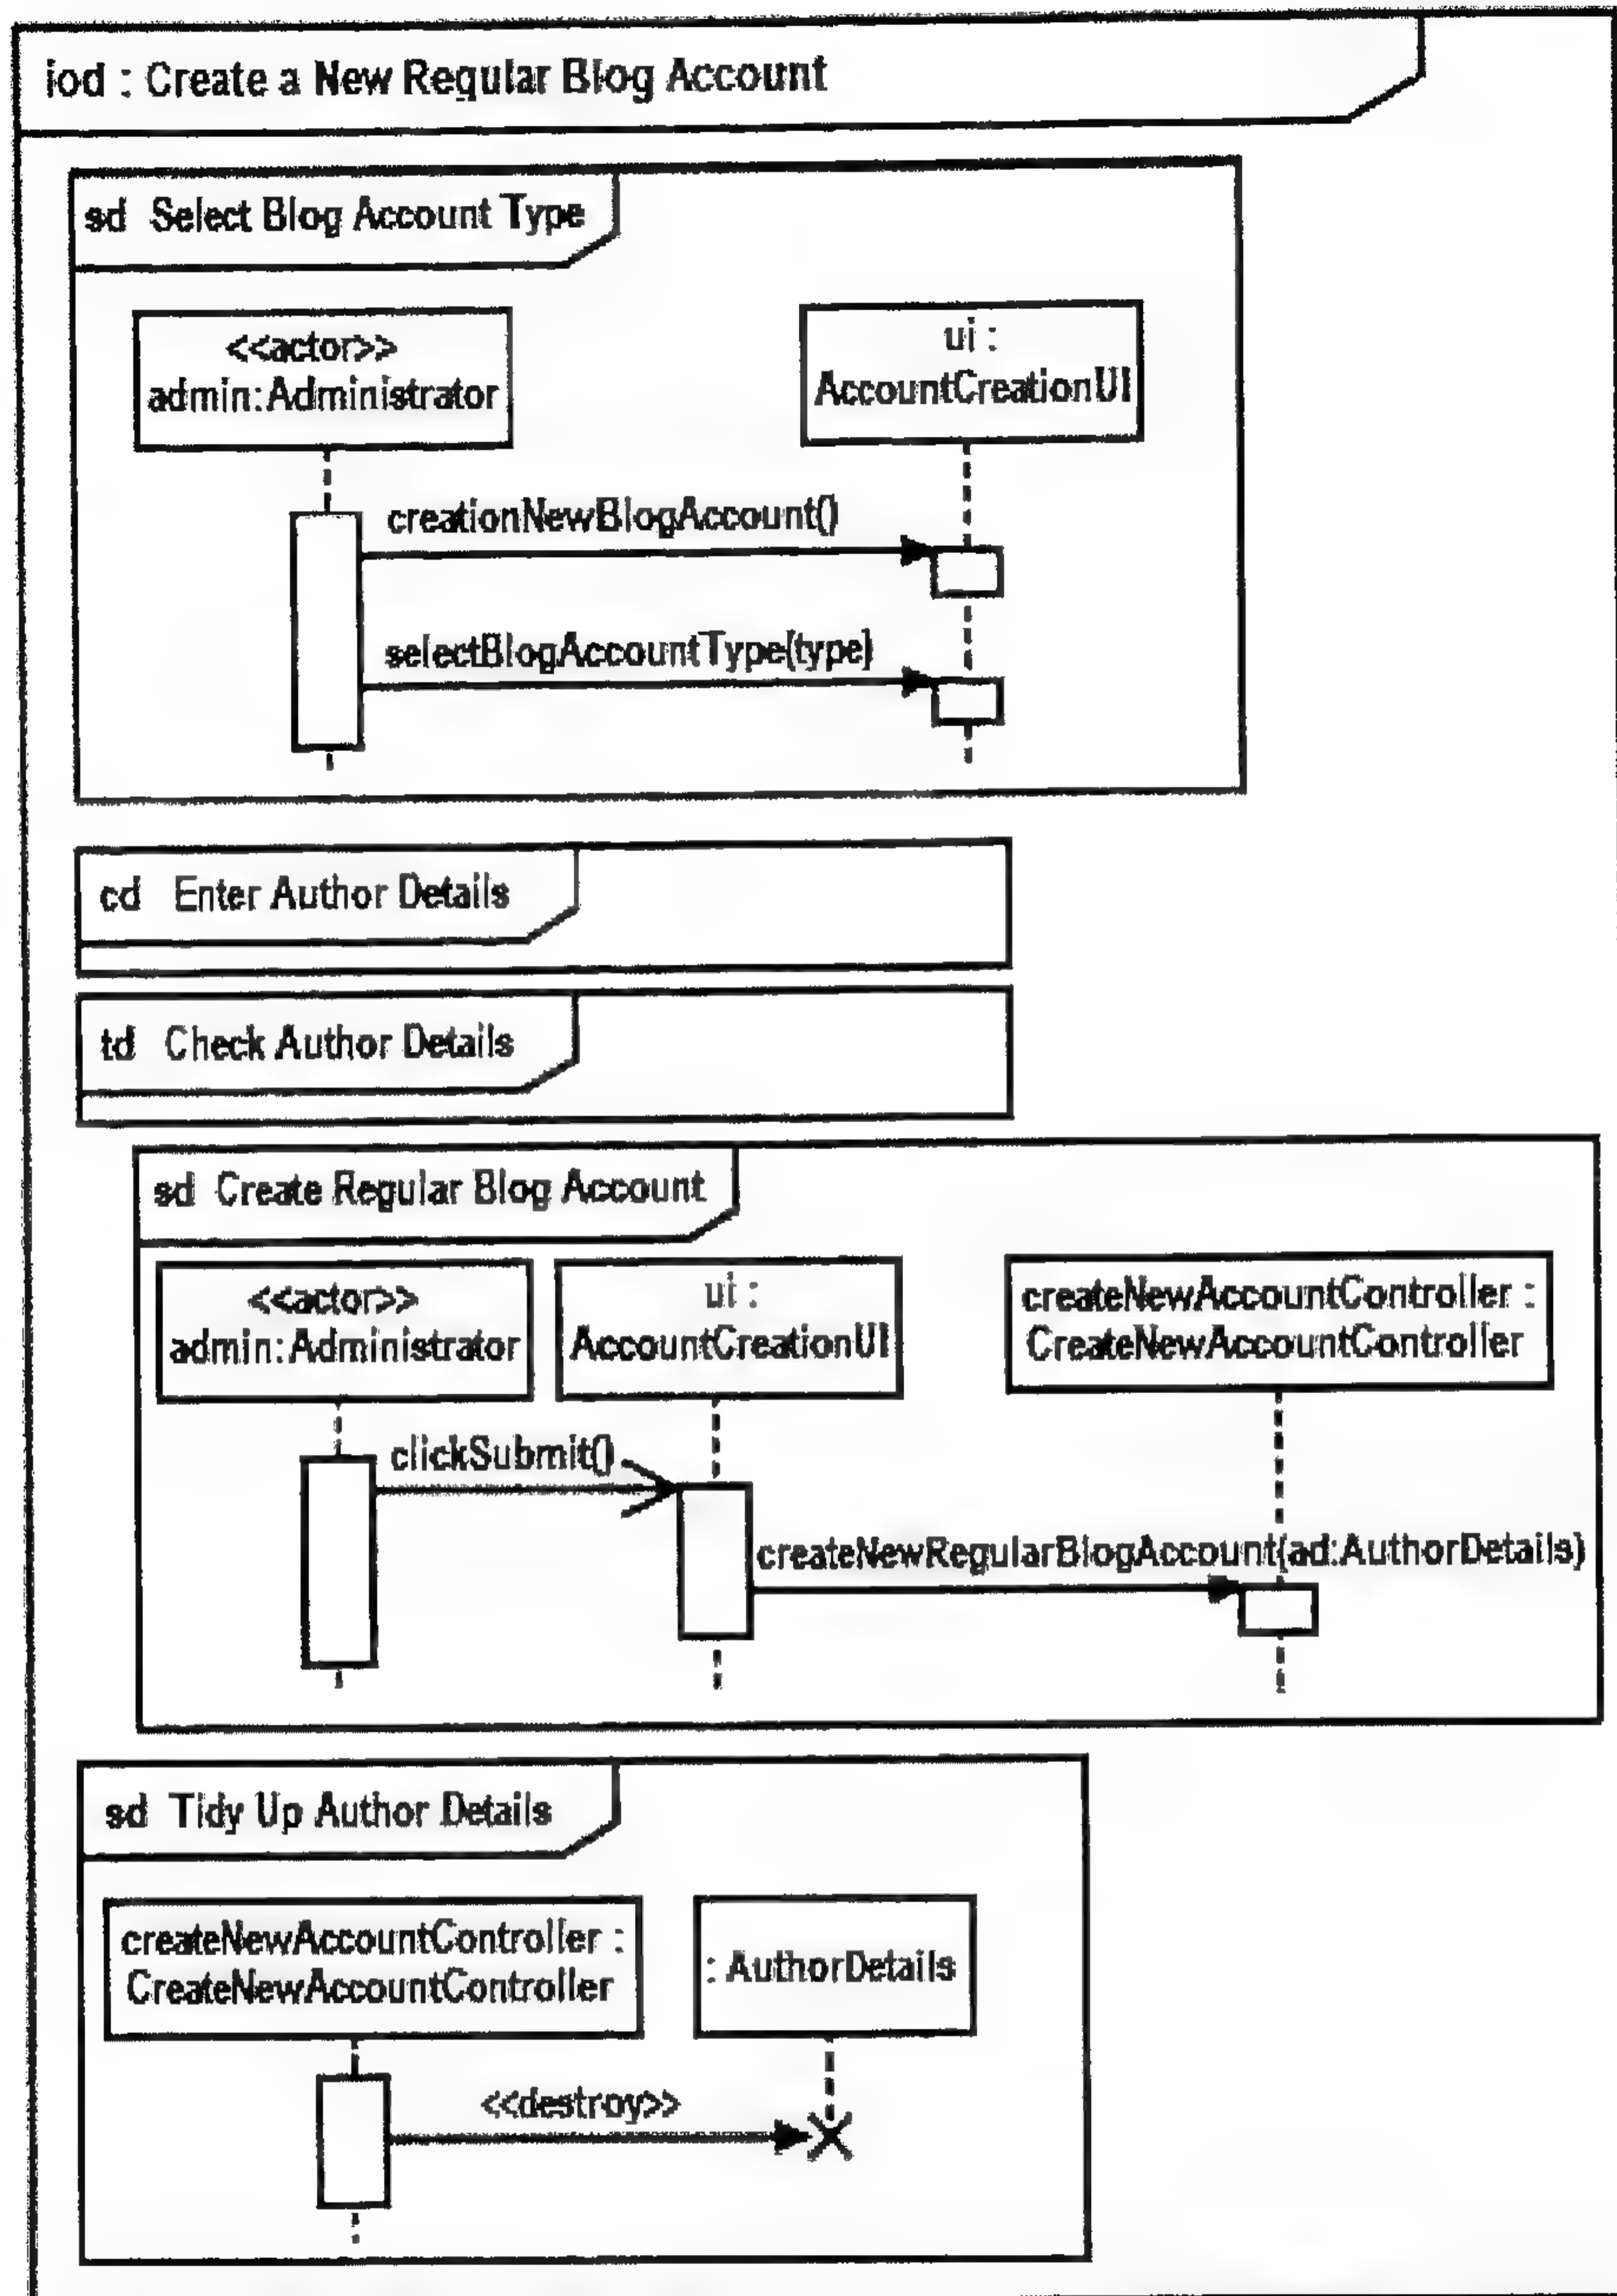 iod : Create a New Regular Blog Account
sd Select Blog Account Type
<<actor>>
admin:Administrator
ui :
AccountCreationUI
creationNewBlogAccount()
selectBlogAccountType(type)
cd Enter Author Details
td Check Author Details
sd Create Regular Blog Account
<<actor>>
admin:Administrator
ui :
AccountCreationUI
createNewAccountController :
CreateNewAccountController
clickSubmit()
createNewRegularBlogAccount(ad:AuthorDetails)
sd Tidy Up Author Details
createNewAccountController :
CreateNewAccountController
: AuthorDetails
<<destroy>>